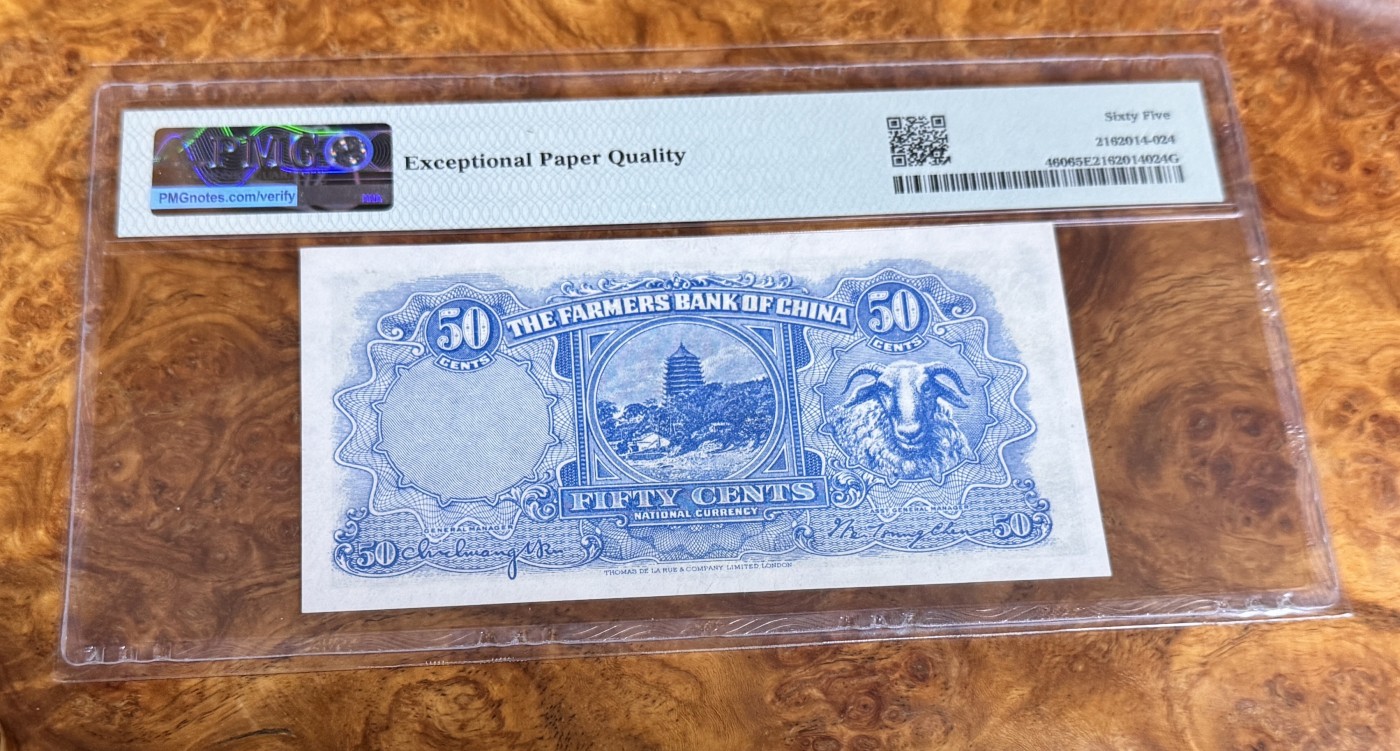 PMG
PMGnotes.com/verify
Exceptional Paper Quality
Sixty Five
2162014-024
46065E2162014024G
50
CENTS
THE FARMERS BANK OF CHINA
50
CENTS
FIFTY CENTS
NATIONAL CURRENCY
GENERAL MANAGER
GENERAL MANAGER
50
50
THOMAS DE LA RUE & COMPANY, LIMITED, LONDON.